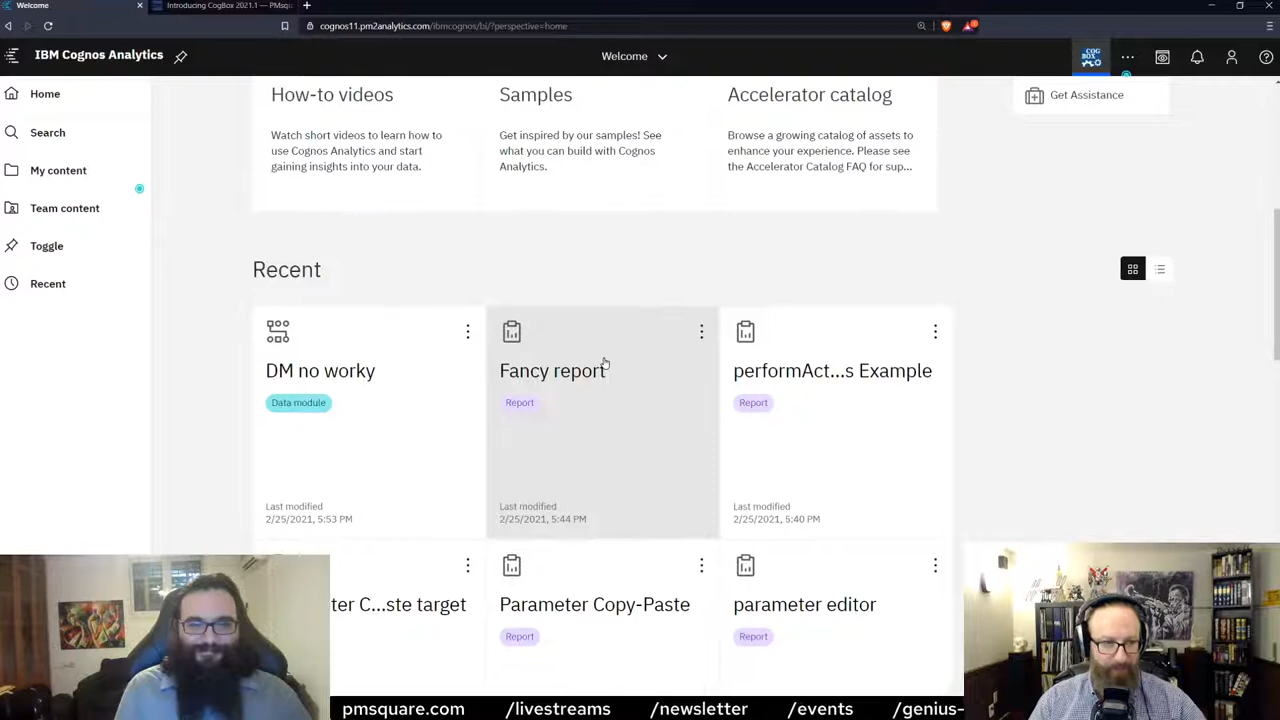 Welcome
Introducing CogBox 2021.1 — PMsqu
cognos11.pm2analytics.com/ibmcognos/bi/?perspective=home
IBM Cognos Analytics
Welcome
COG
BOX
Home
Search
My content
Team content
Toggle
Recent
How-to videos
Watch short videos to learn how to
use Cognos Analytics and start
gaining insights into your data.
Samples
Get inspired by our samples! See
what you can build with Cognos
Analytics.
Accelerator catalog
Browse a growing catalog of assets to
enhance your experience. Please see
the Accelerator Catalog FAQ for sup...
Get Assistance
Recent
DM no worky
Data module
Last modified
2/25/2021, 5:53 PM
Fancy report
Report
Last modified
2/25/2021, 5:44 PM
performAct...s Example
Report
Last modified
2/25/2021, 5:40 PM
ter C...ste target
Parameter Copy-Paste
Report
parameter editor
Report
pmsquare.com /livestreams /newsletter /events /genius-